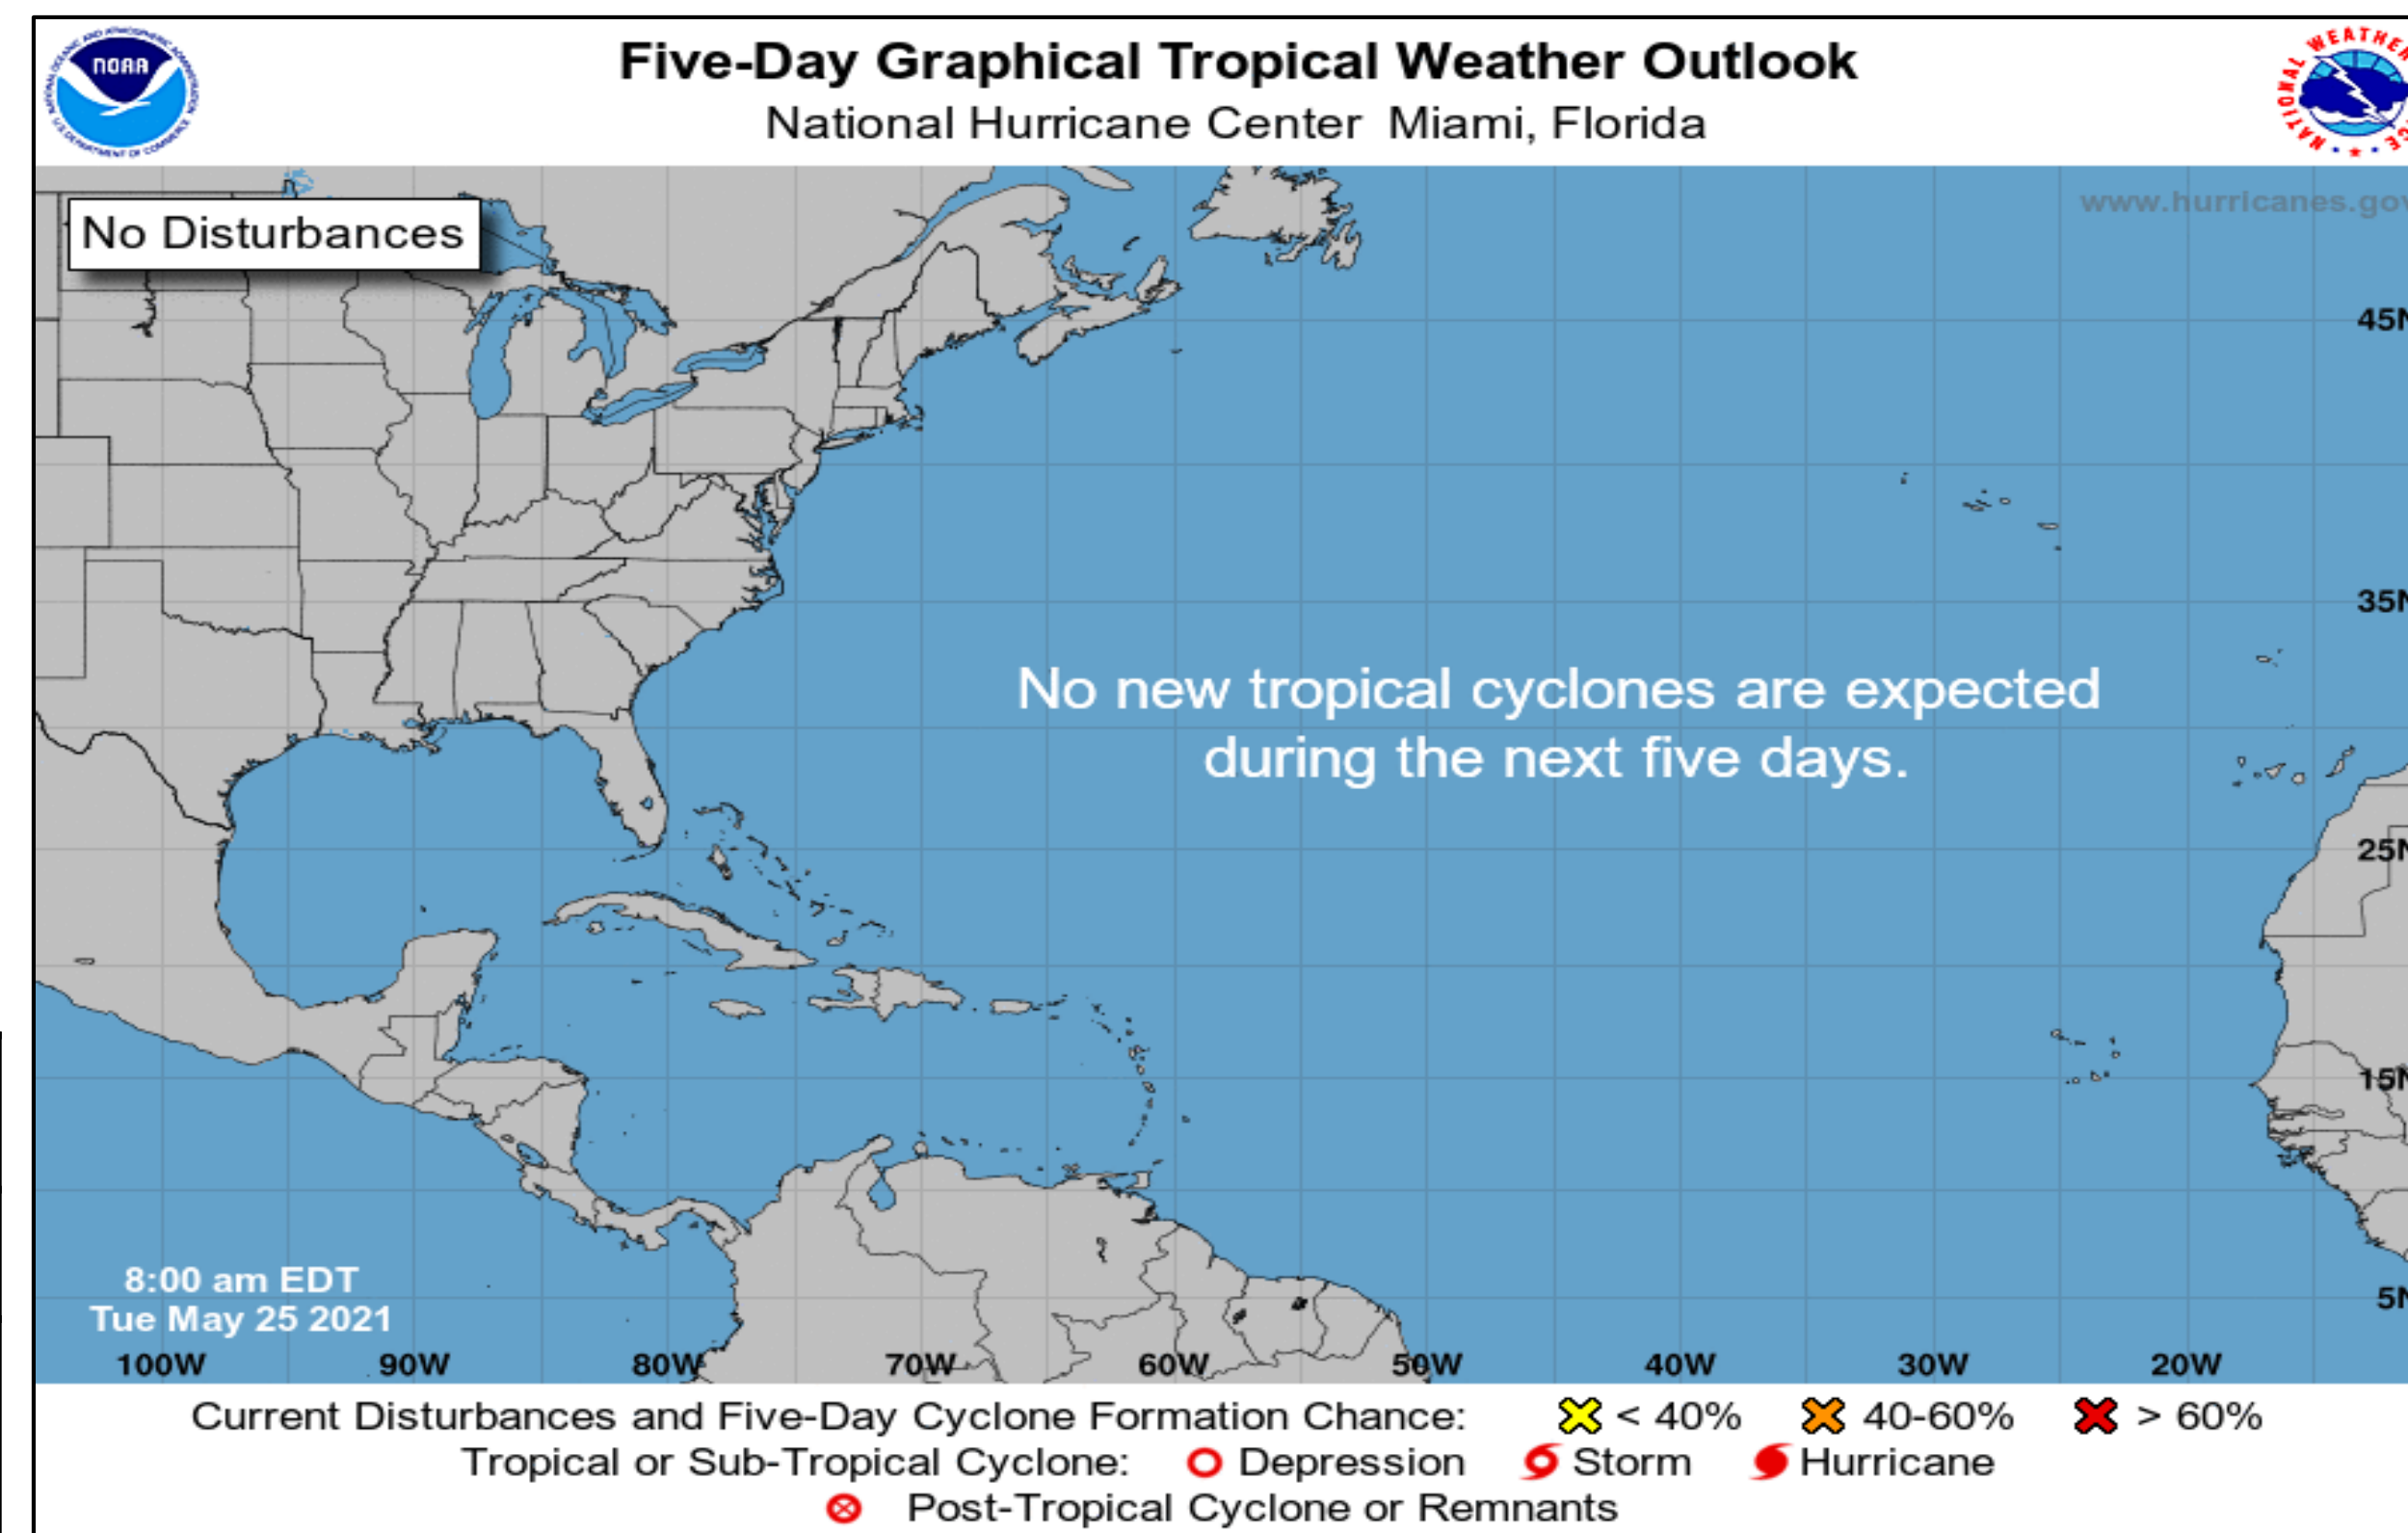 Five-Day Graphical Tropical Weather Outlook
National Hurricane Center Miami, Florida
NOAA
No Disturbances
www.hurricanes.gov
45N
35N
No new tropical cyclones are expected
during the next five days.
25N
15N
8:00 am EDT
Tue May 25 2021
5N
100W 90W 80W 70W 60W 50W 40W 30W 20W
Current Disturbances and Five-Day Cyclone Formation Chance: < 40% 40-60% > 60%
Tropical or Sub-Tropical Cyclone: Depression Storm Hurricane
Post-Tropical Cyclone or Remnants